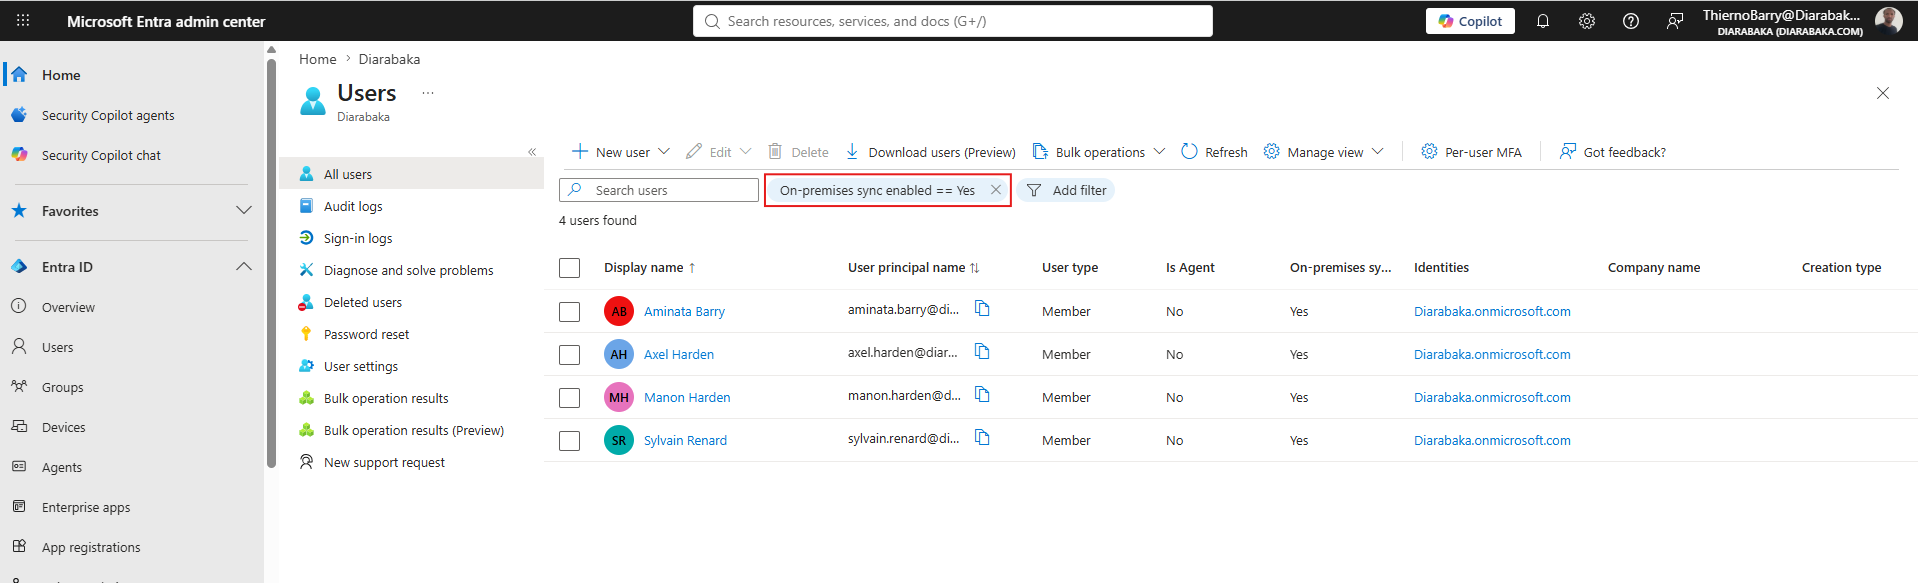 Microsoft Entra admin center
Search resources, services, and docs (G+/)
Copilot
ThiernoBarry@Diarabak...
DIARABAKA (DIARABAKA.COM)
Home
Security Copilot agents
Security Copilot chat
Favorites
Entra ID
Overview
Users
Groups
Devices
Agents
Enterprise apps
App registrations
Home > Diarabaka
Users ...
Diarabaka
All users
Audit logs
Sign-in logs
Diagnose and solve problems
Deleted users
Password reset
User settings
Bulk operation results
Bulk operation results (Preview)
New support request
New user Edit Delete Download users (Preview) Bulk operations Refresh Manage view Per-user MFA Got feedback?
Search users On-premises sync enabled == Yes Add filter
4 users found
Display name ↑ User principal name ↑↓ User type Is Agent On-premises sy... Identities Company name Creation type
AB Aminata Barry aminata.barry@di... Member No Yes Diarabaka.onmicrosoft.com
AH Axel Harden axel.harden@diar... Member No Yes Diarabaka.onmicrosoft.com
MH Manon Harden manon.harden@d... Member No Yes Diarabaka.onmicrosoft.com
SR Sylvain Renard sylvain.renard@di... Member No Yes Diarabaka.onmicrosoft.com